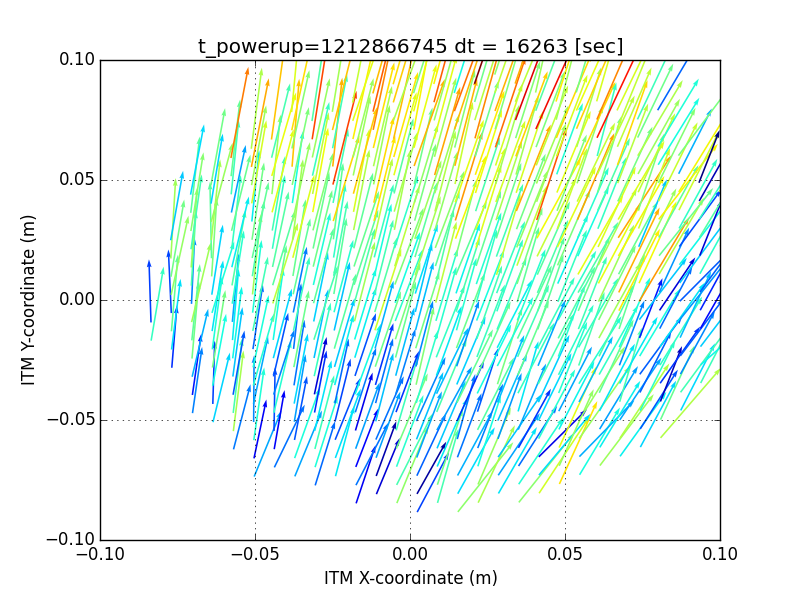 t_powerup=1212866745 dt = 16263 [sec]
0.10
0.05
0.00
−0.05
−0.10
−0.10 −0.05 0.00 0.05 0.10
ITM Y-coordinate (m)
ITM X-coordinate (m)